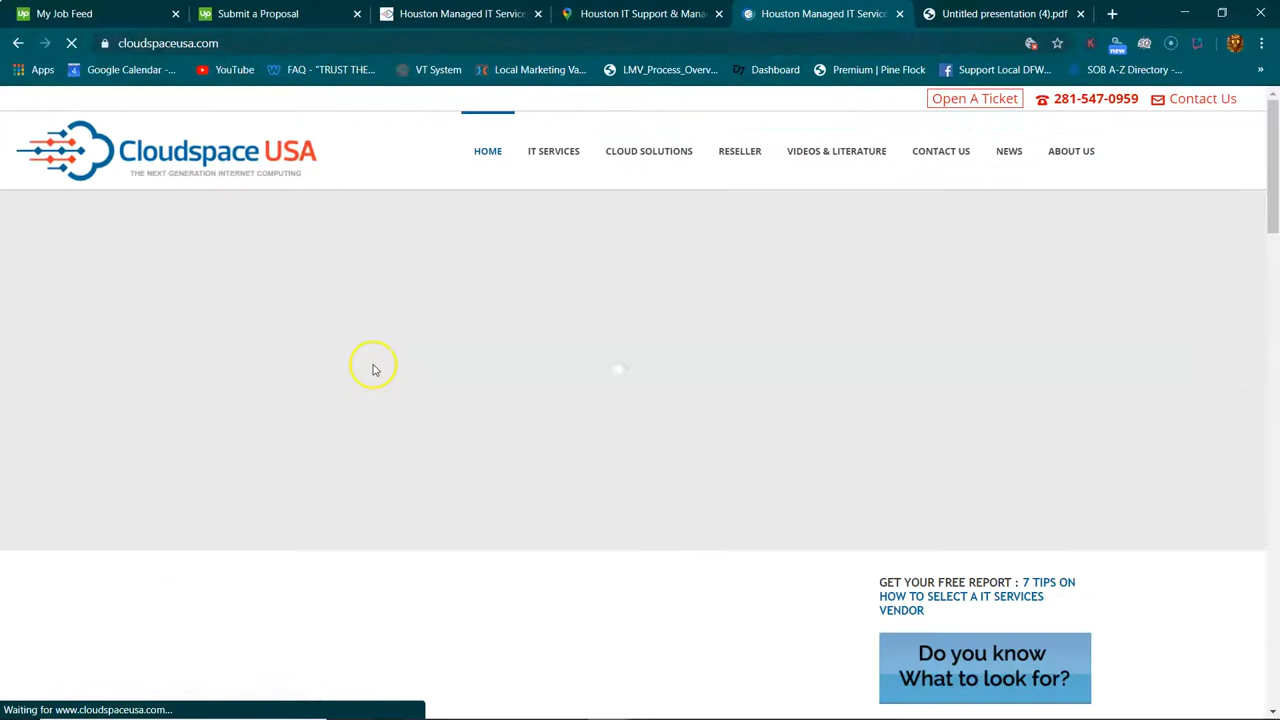 My Job Feed
Submit a Proposal
Houston Managed IT Service
Houston IT Support & Mana
Houston Managed IT Service
Untitled presentation (4).pdf
cloudspaceusa.com
new
Apps
Google Calendar -...
YouTube
FAQ - "TRUST THE...
VT System
Local Marketing Va...
LMV_Process_Overv...
Dashboard
Premium | Pine Flock
Support Local DFW...
SOB A-Z Directory -...
Open A Ticket
281-547-0959
Contact Us
Cloudspace USA
THE NEXT GENERATION INTERNET COMPUTING
HOME
IT SERVICES
CLOUD SOLUTIONS
RESELLER
VIDEOS & LITERATURE
CONTACT US
NEWS
ABOUT US
GET YOUR FREE REPORT : 7 TIPS ON
HOW TO SELECT A IT SERVICES
VENDOR
Do you know
What to look for?
Waiting for www.cloudspaceusa.com...